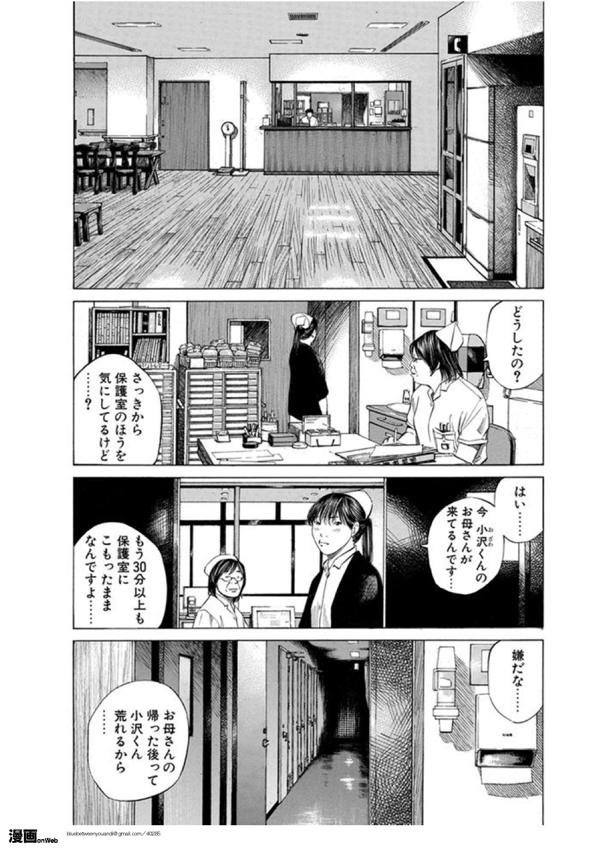 どうしたの?
さっきから
保護室のほうを
気にしてるけど
……?
はい……
今 小沢くんの
お母さんが
来てるんです…
もう30分以上も
保護室に
こもったまま
なんですよ……
嫌だな……
お母さんの
帰った後って
小沢くん
荒れるから
……
漫画onWeb
bluebetweenyouandi@gmail.com/40285